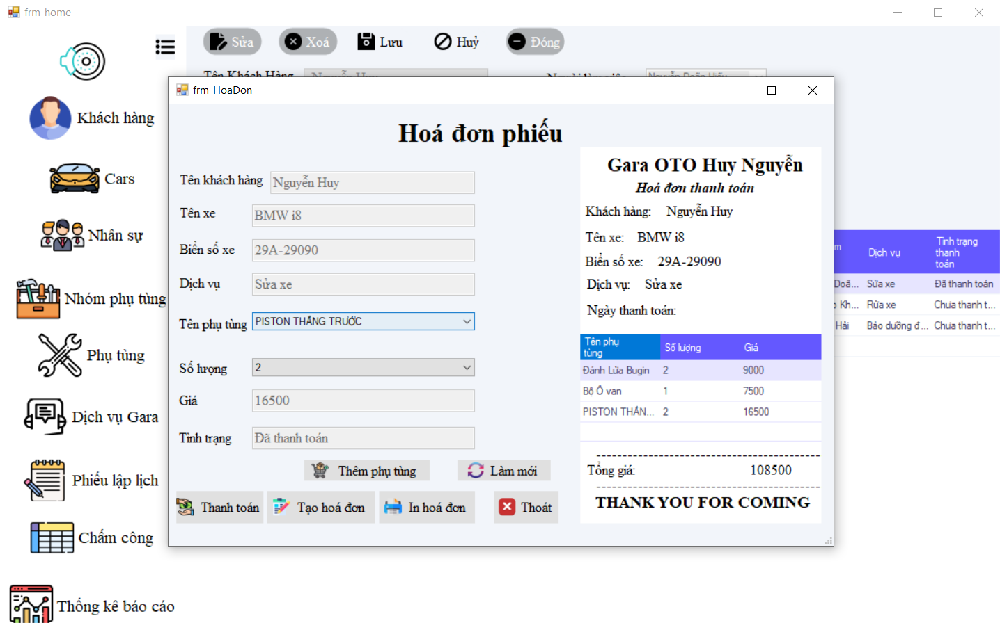 frm_home
Sửa
Xoá
Lưu
Huỷ
Đóng
Tên Khách Hàng
Nguyễn Huy
Nguyễn Doãn Hiếu
Khách hàng
Cars
Nhân sự
Nhóm phụ tùng
Phụ tùng
Dịch vụ Gara
Phiếu lập lịch
Chấm công
Thống kê báo cáo
frm_HoaDon
Hoá đơn phiếu
Tên khách hàng
Nguyễn Huy
Tên xe
BMW i8
Biển số xe
29A-29090
Dịch vụ
Sửa xe
Tên phụ tùng
PISTON THẮNG TRƯỚC
Số lượng
2
Giá
16500
Tình trạng
Đã thanh toán
Thêm phụ tùng
Làm mới
Thanh toán
Tạo hoá đơn
In hoá đơn
Thoát
Gara OTO Huy Nguyễn
Hoá đơn thanh toán
Khách hàng: Nguyễn Huy
Tên xe: BMW i8
Biển số xe: 29A-29090
Dịch vụ: Sửa xe
Ngày thanh toán:
Tên phụ
tùng
Số lượng
Giá
Đánh Lửa Bugin 2 9000
Bộ Ổ van 1 7500
PISTON THẮN... 2 16500
Tổng giá: 108500
THANK YOU FOR COMING
m
Dịch vụ
Tình trạng
thanh
toán
Doã... Sửa xe Đã thanh toán
Kh... Rửa xe Chưa thanh t...
Hải Bảo dưỡng đ... Chưa thanh t...